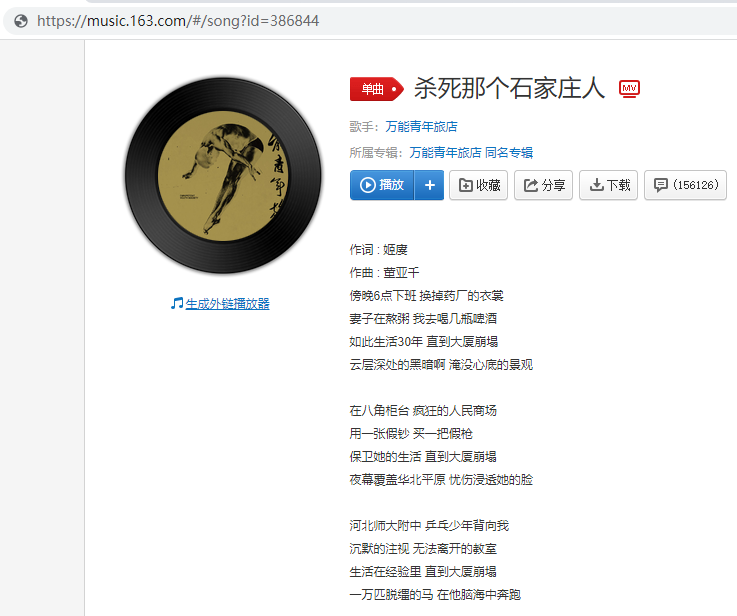 https://music.163.com/#/song?id=386844
单曲 杀死那个石家庄人 MV
歌手：万能青年旅店
所属专辑：万能青年旅店 同名专辑
播放 + 收藏 分享 下载 (156126)
生成外链播放器
作词 : 姬赓
作曲 : 董亚千
傍晚6点下班 换掉药厂的衣裳
妻子在熬粥 我去喝几瓶啤酒
如此生活30年 直到大厦崩塌
云层深处的黑暗啊 淹没心底的景观
在八角柜台 疯狂的人民商场
用一张假钞 买一把假枪
保卫她的生活 直到大厦崩塌
夜幕覆盖华北平原 忧伤浸透她的脸
河北师大附中 乒乓少年背向我
沉默的注视 无法离开的教室
生活在经验里 直到大厦崩塌
一万匹脱缰的马 在他脑海中奔跑